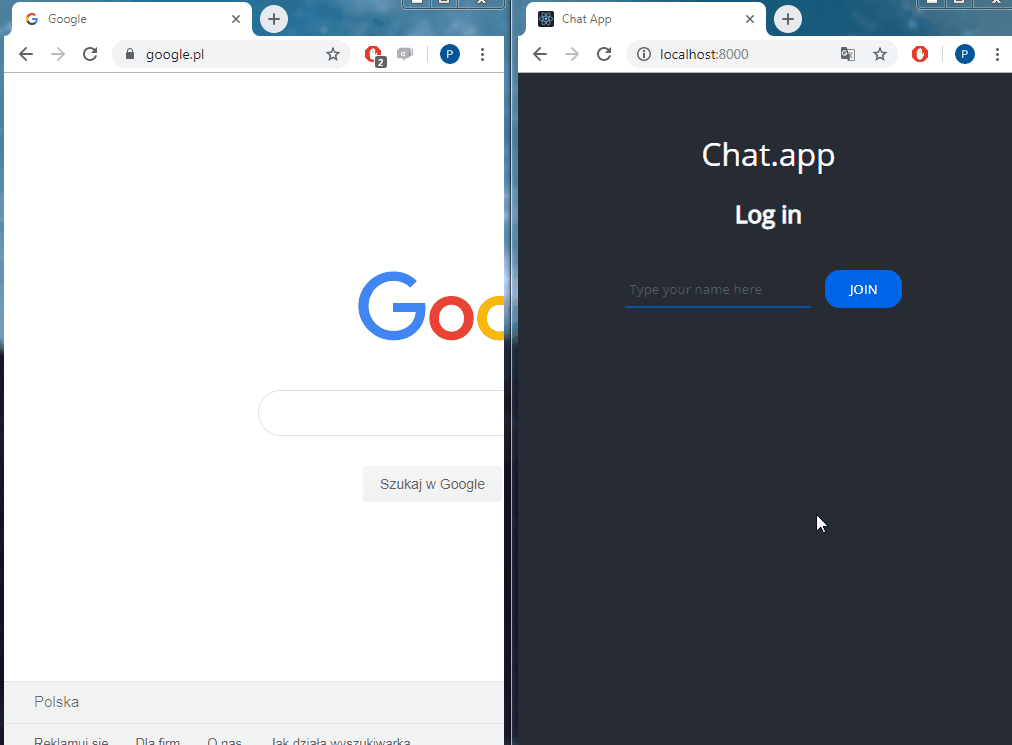 Google
google.pl
2
P
Goo
Szukaj w Google
Polska
Reklamuj się
Dla firm
O nas
Jak działa wyszukiwarka
Chat App
localhost:8000
P
Chat.app
Log in
Type your name here
JOIN